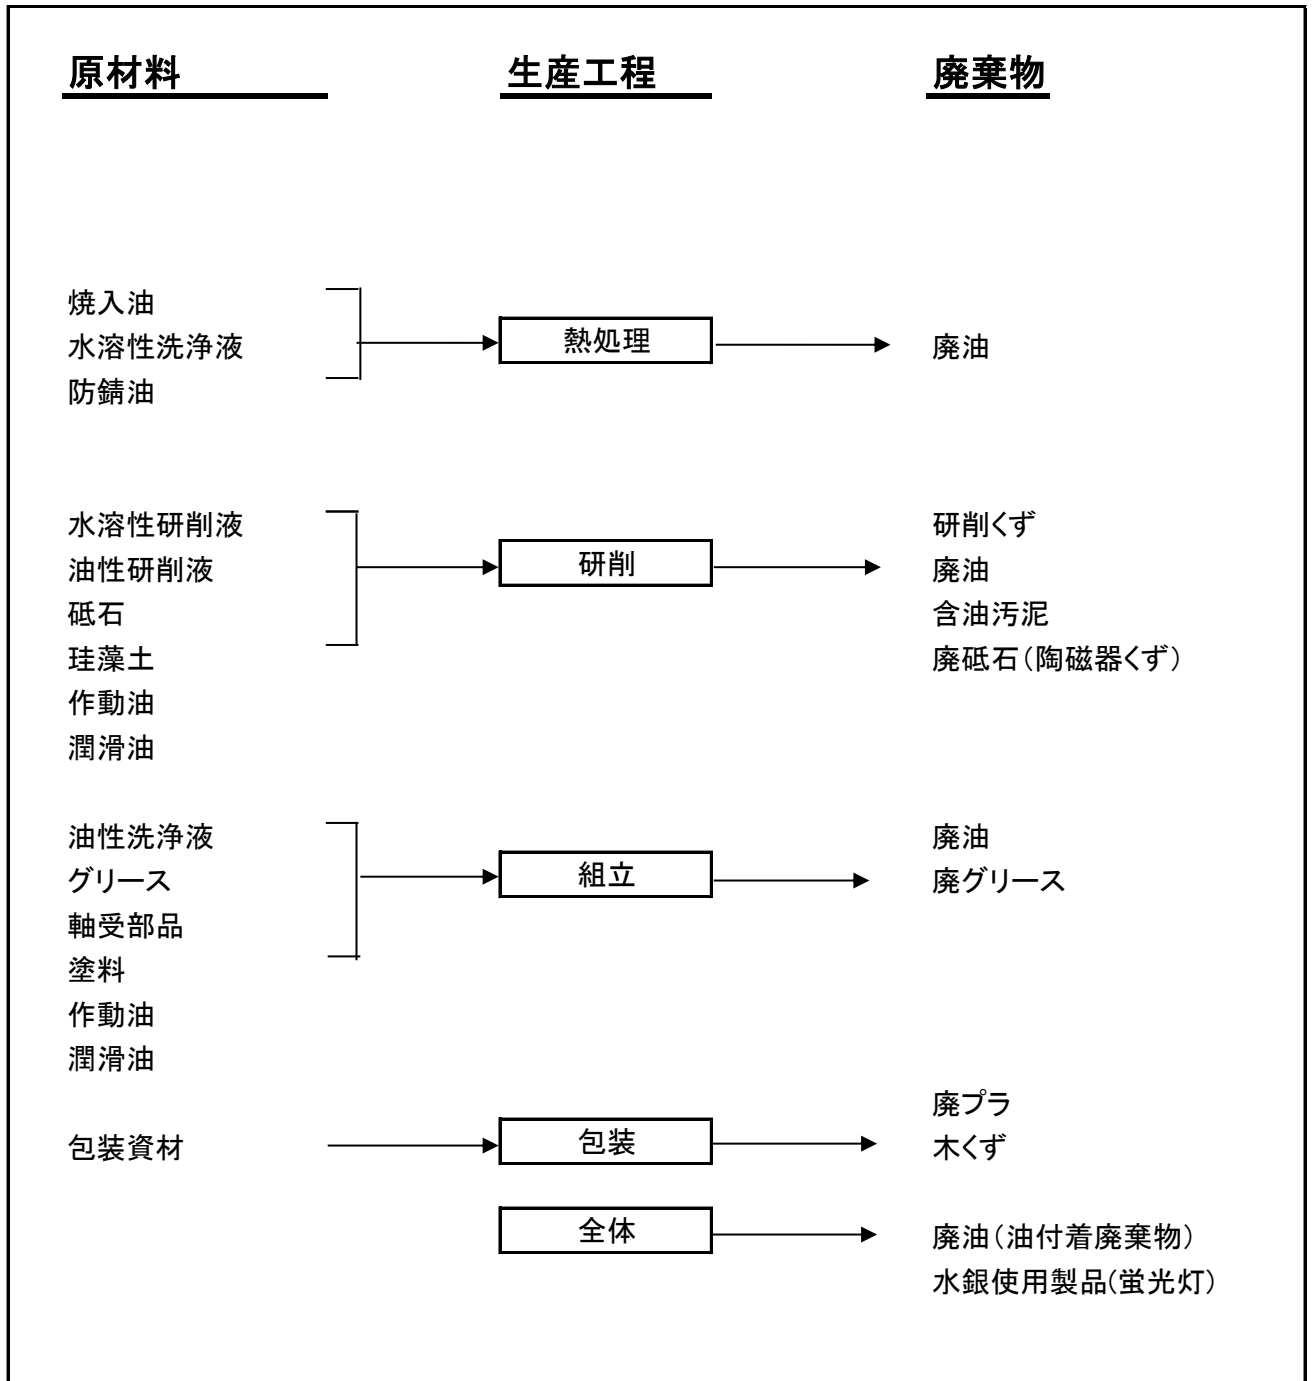 原材料 生産工程 廃棄物
焼入油
水溶性洗浄液 熱処理 廃油
防錆油
水溶性研削液 研削くず
油性研削液 研削 廃油
砥石 含油汚泥
珪藻土 廃砥石(陶磁器くず)
作動油
潤滑油
油性洗浄液 廃油
グリース 組立 廃グリース
軸受部品
塗料
作動油
潤滑油
廃プラ
包装資材 包装 木くず
全体 廃油(油付着廃棄物)
水銀使用製品(蛍光灯)